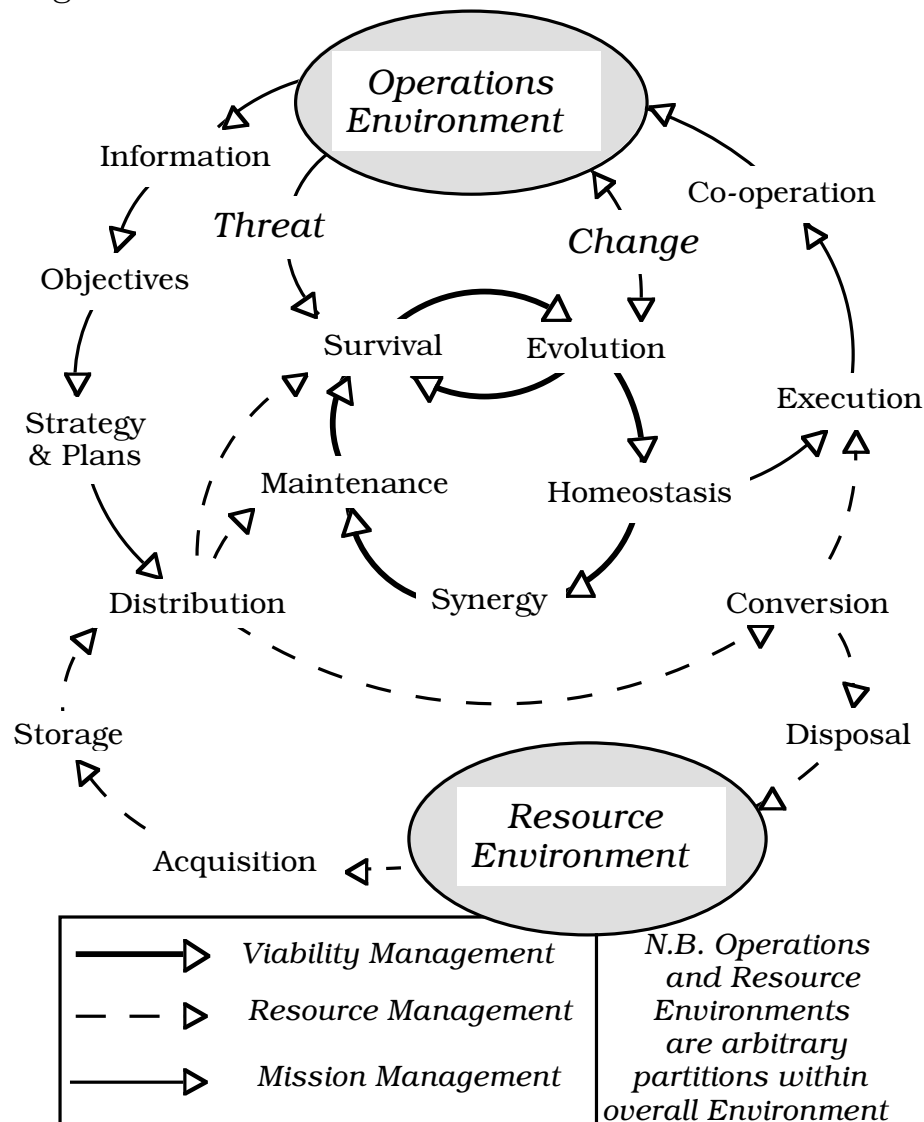 Operations
Environment
Information
Co-operation
Threat
Change
Objectives
Survival
Evolution
Execution
Strategy
& Plans
Maintenance
Homeostasis
Distribution
Synergy
Conversion
Storage
Disposal
Resource
Environment
Acquisition
Viability Management
Resource Management
Mission Management
N.B. Operations
and Resource
Environments
are arbitrary
partitions within
overall Environment